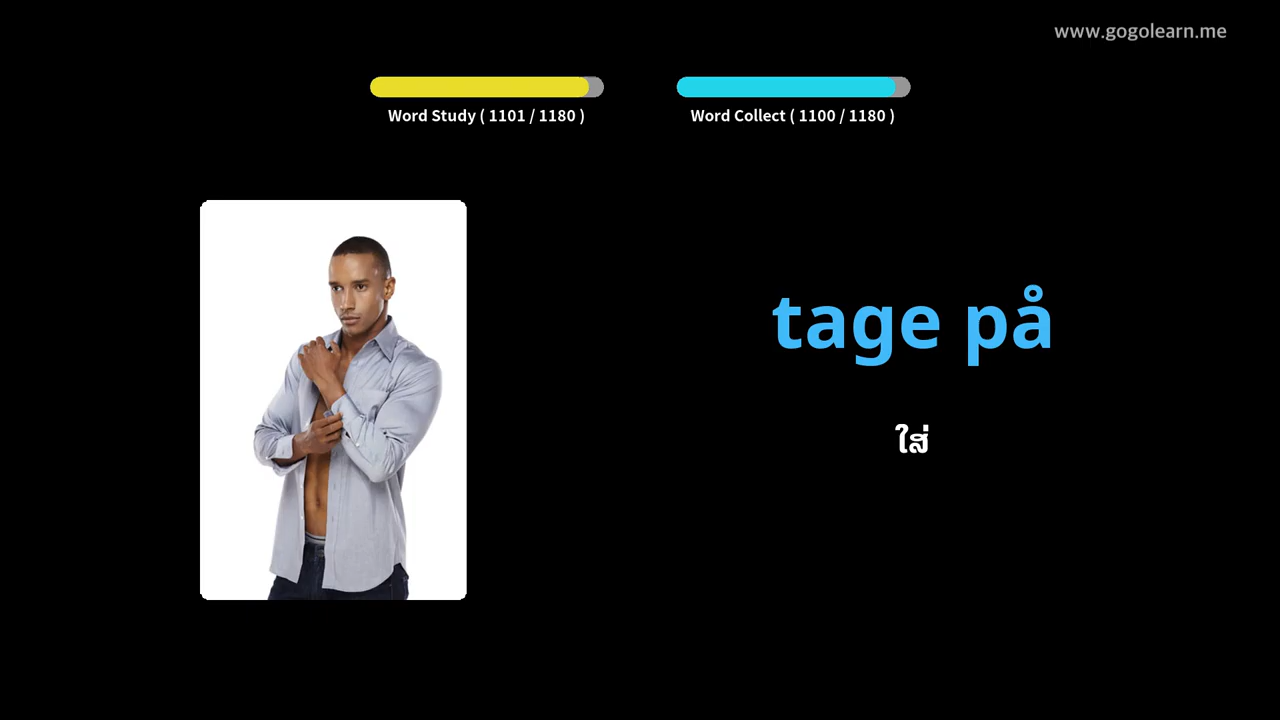 www.gogolearn.me
Word Study ( 1101 / 1180 )
Word Collect ( 1100 / 1180 )
tage på
ใส่